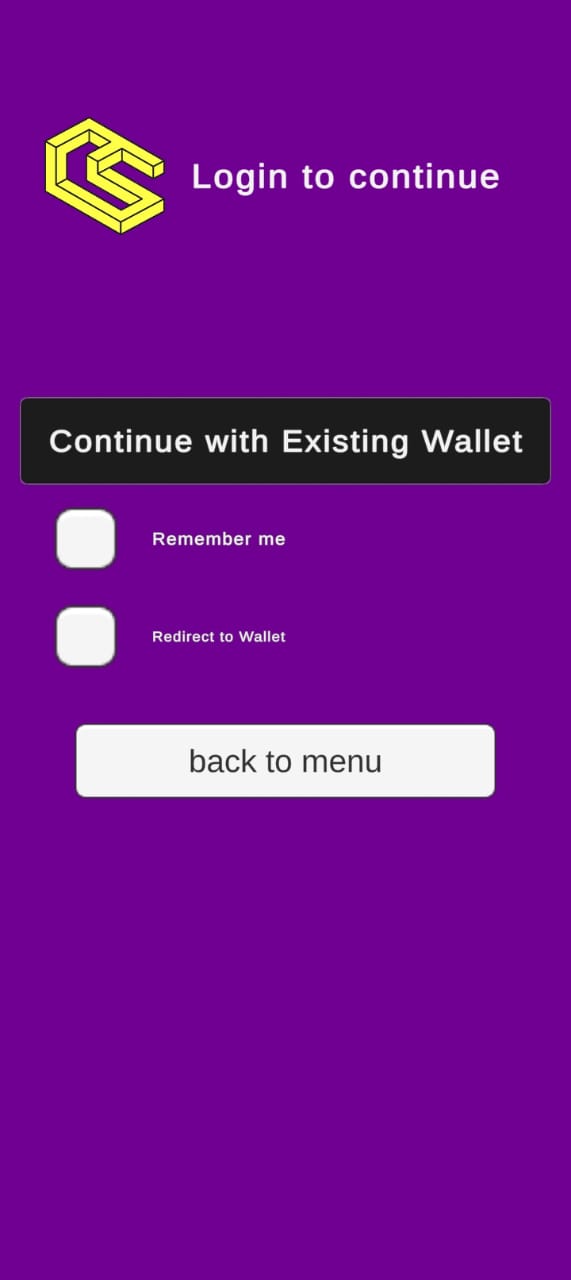 Login to continue
Continue with Existing Wallet
Remember me
Redirect to Wallet
back to menu